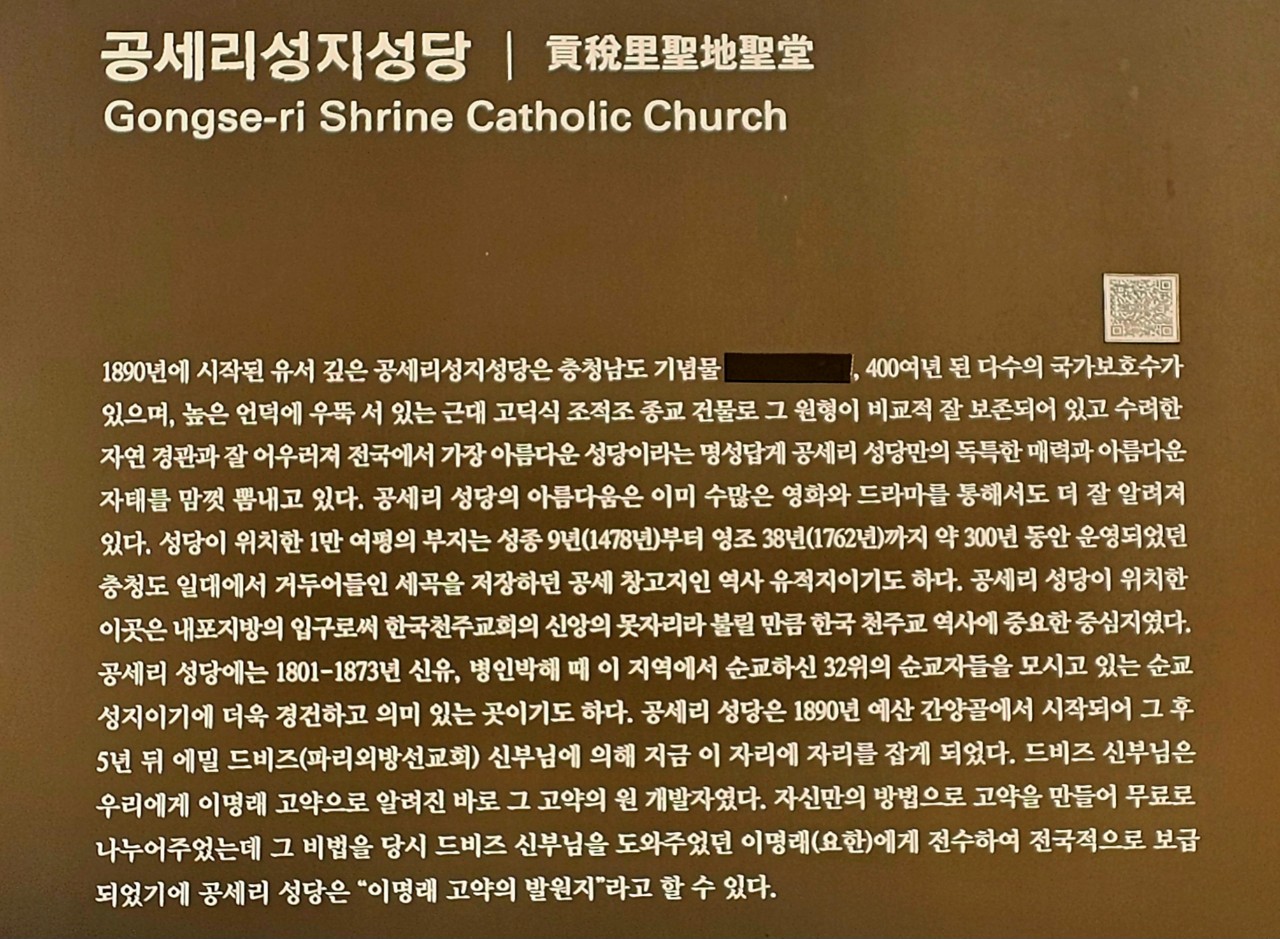 공세리성지성당 | 貢稅里聖地聖堂
Gongse-ri Shrine Catholic Church
1890년에 시작된 유서 깊은 공세리성지성당은 충청남도 기념물 , 400여년 된 다수의 국가보호수가
있으며, 높은 언덕에 우뚝 서 있는 근대 고딕식 조적조 종교 건물로 그 원형이 비교적 잘 보존되어 있고 수려한
자연 경관과 잘 어우러져 전국에서 가장 아름다운 성당이라는 명성답게 공세리 성당만의 독특한 매력과 아름다운
자태를 맘껏 뽐내고 있다. 공세리 성당의 아름다움은 이미 수많은 영화와 드라마를 통해서도 더 잘 알려져
있다. 성당이 위치한 1만 여평의 부지는 성종 9년(1478년)부터 영조 38년(1762년)까지 약 300년 동안 운영되었던
충청도 일대에서 거두어들인 세곡을 저장하던 공세 창고지인 역사 유적지이기도 하다. 공세리 성당이 위치한
이곳은 내포지방의 입구로써 한국천주교회의 신앙의 못자리라 불릴 만큼 한국 천주교 역사에 중요한 중심지였다.
공세리 성당에는 1801-1873년 신유, 병인박해 때 이 지역에서 순교하신 32위의 순교자들을 모시고 있는 순교
성지이기에 더욱 경건하고 의미 있는 곳이기도 하다. 공세리 성당은 1890년 예산 간양골에서 시작되어 그 후
5년 뒤 에밀 드비즈(파리외방선교회) 신부님에 의해 지금 이 자리에 자리를 잡게 되었다. 드비즈 신부님은
우리에게 이명래 고약으로 알려진 바로 그 고약의 원 개발자였다. 자신만의 방법으로 고약을 만들어 무료로
나누어주었는데 그 비법을 당시 드비즈 신부님을 도와주었던 이명래(요한)에게 전수하여 전국적으로 보급
되었기에 공세리 성당은 “이명래 고약의 발원지”라고 할 수 있다.